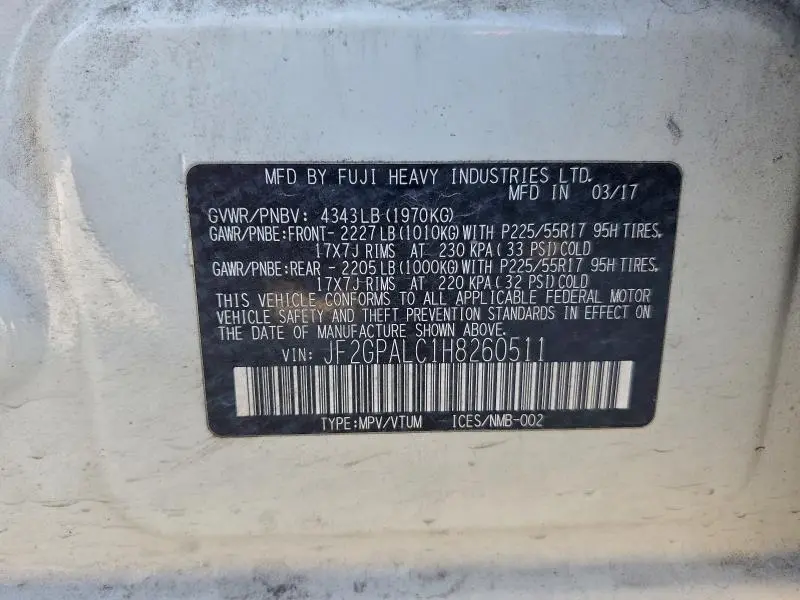 MFD BY FUJI HEAVY INDUSTRIES LTD.
MFD IN 03/17
GVWR/PNBV: 4343LB(1970KG)
GAWR/PNBE:FRONT- 2227LB(1010KG)WITH P225/55R17 95H TIRES,
17X7J RIMS AT 230 KPA(33 PSI)COLD
GAWR/PNBE:REAR - 2205LB(1000KG)WITH P225/55R17 95H TIRES,
17X7J RIMS AT 220 KPA(32 PSI)COLD
THIS VEHICLE CONFORMS TO ALL APPLICABLE FEDERAL MOTOR
VEHICLE SAFETY AND THEFT PREVENTION STANDARDS IN EFFECT ON
THE DATE OF MANUFACTURE SHOWN ABOVE.
VIN: JF2GPALC1H8260511
TYPE:MPV/VTUM ICES/NMB-002